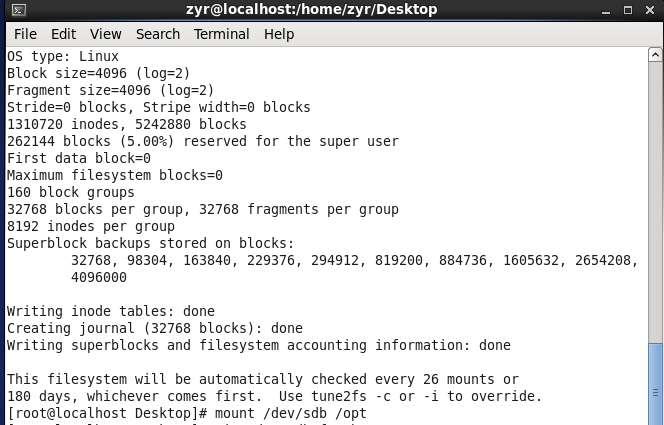 zyr@localhost:/home/zyr/Desktop
File Edit View Search Terminal Help
OS type: Linux
Block size=4096 (log=2)
Fragment size=4096 (log=2)
Stride=0 blocks, Stripe width=0 blocks
1310720 inodes, 5242880 blocks
262144 blocks (5.00%) reserved for the super user
First data block=0
Maximum filesystem blocks=0
160 block groups
32768 blocks per group, 32768 fragments per group
8192 inodes per group
Superblock backups stored on blocks:
32768, 98304, 163840, 229376, 294912, 819200, 884736, 1605632, 2654208,
4096000
Writing inode tables: done
Creating journal (32768 blocks): done
Writing superblocks and filesystem accounting information: done
This filesystem will be automatically checked every 26 mounts or
180 days, whichever comes first.  Use tune2fs -c or -i to override.
[root@localhost Desktop]# mount /dev/sdb /opt